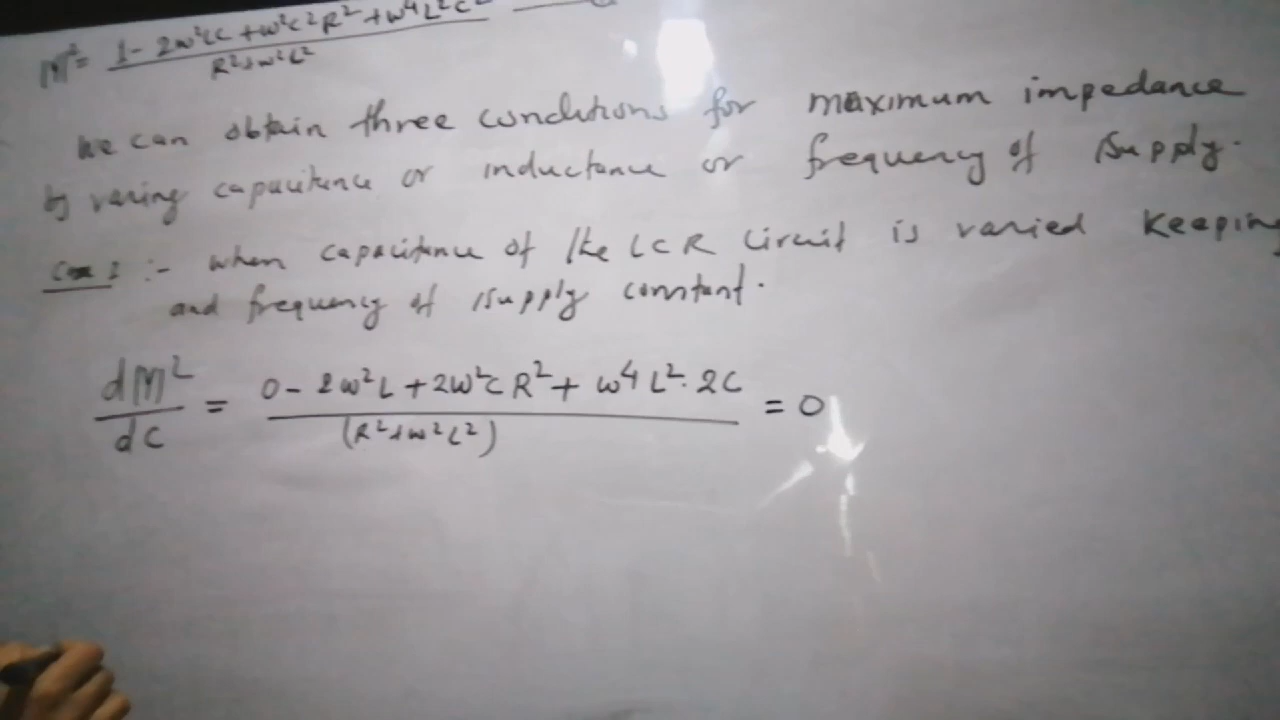 M² = 1 - 2ω²LC + ω²C²R² + ω⁴L²C² / R²+ω²L²
We can obtain three conditions for maximum impedance
by varing capacitance or inductance or frequency of supply.
Case I :- when capacitance of the LCR circuit is varied keeping
and frequency of supply constant.
dM²/dC = 0 - 2ω²L + 2ω²CR² + ω⁴L².2C / (R²+ω²L²) = 0